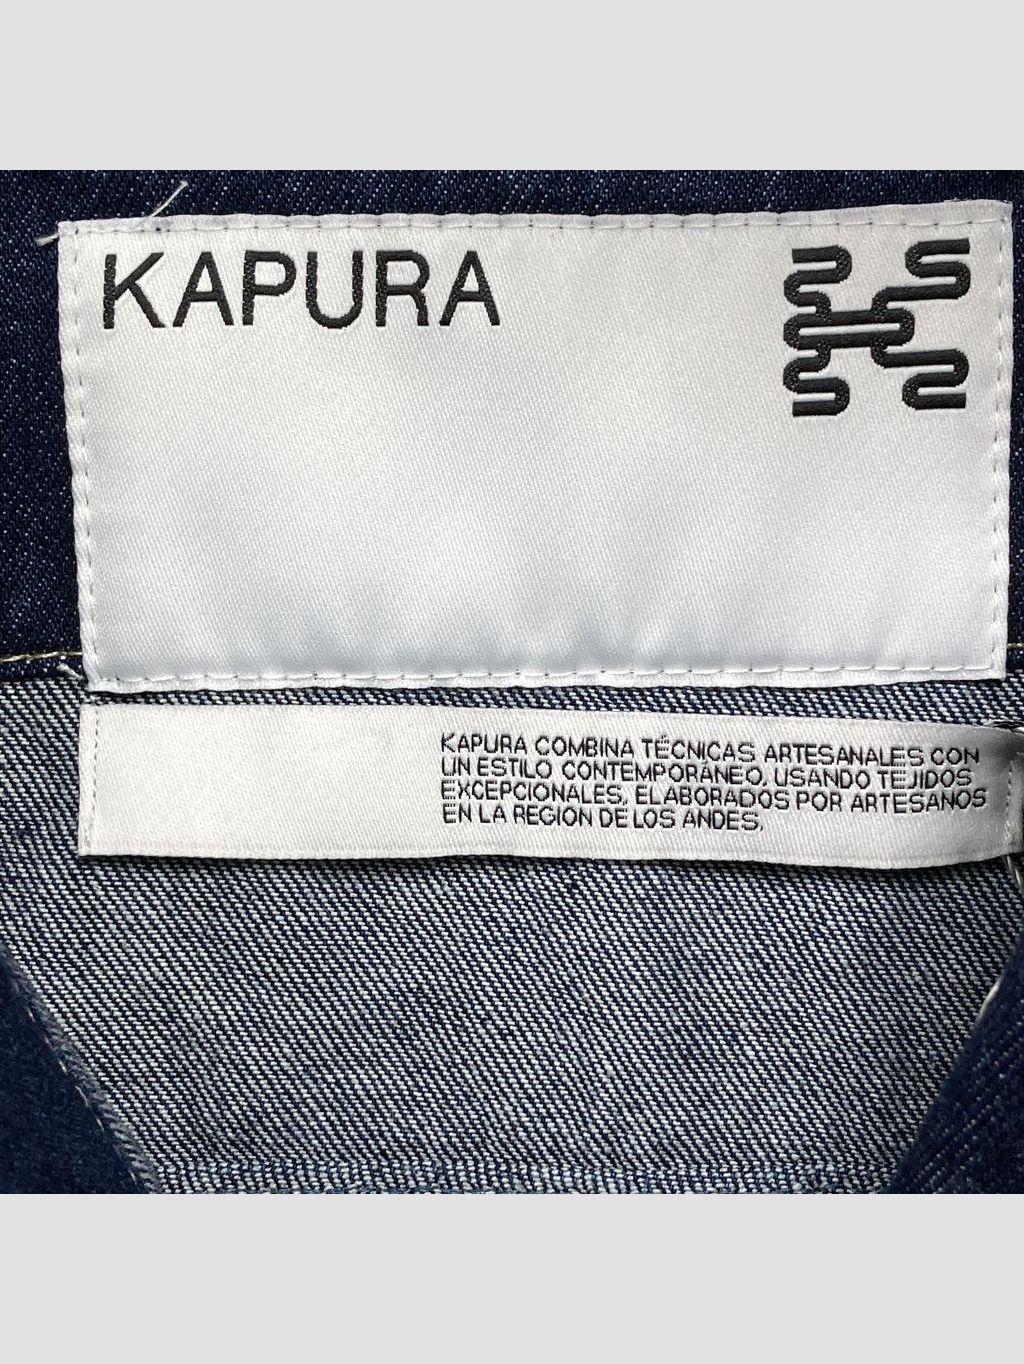 KAPURA
KAPURA COMBINA TÉCNICAS ARTESANALES CON
UN ESTILO CONTEMPORÁNEO, USANDO TEJIDOS
EXCEPCIONALES, ELABORADOS POR ARTESANOS
EN LA REGION DE LOS ANDES.